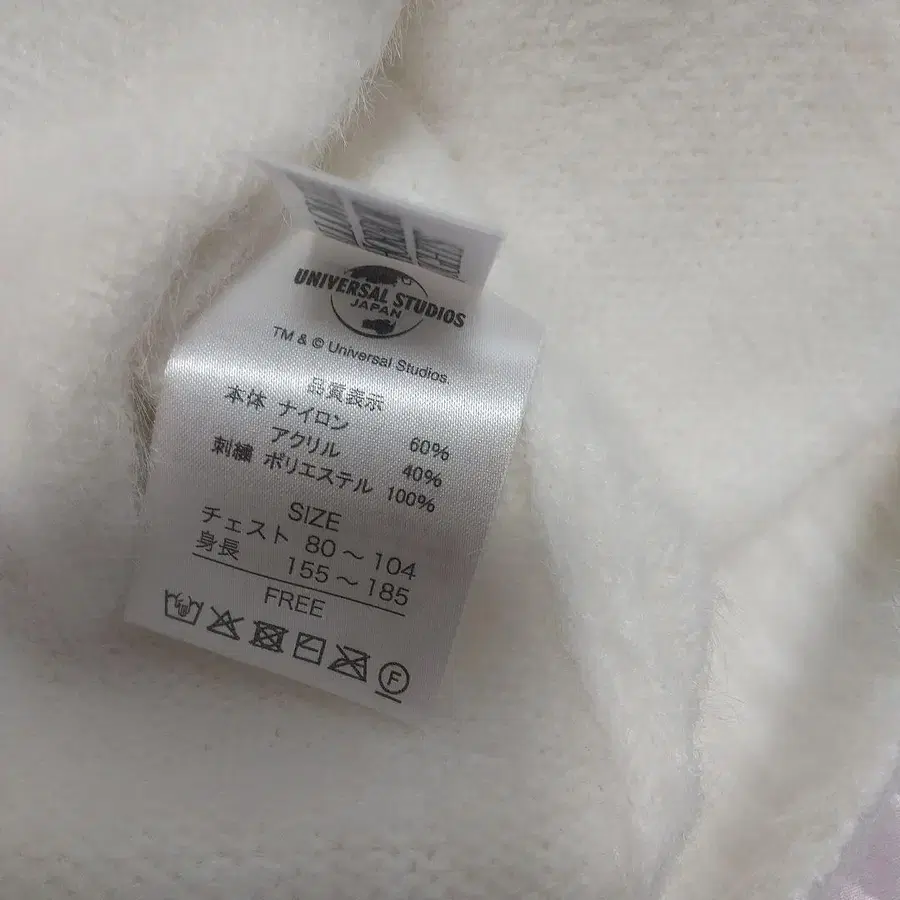 UNIVERSAL STUDIOS
JAPAN
TM & © Universal Studios.
品質表示
本体 ナイロン 60%
アクリル 40%
刺繍 ポリエステル 100%
SIZE
チェスト 80～104
身長 155～185
FREE
F